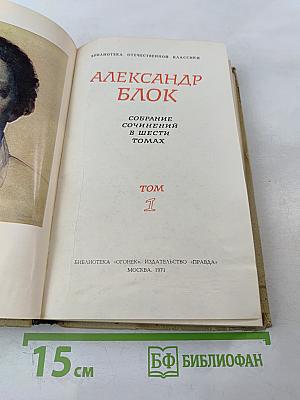 БИБЛИОТЕКА ОТЕЧЕСТВЕННОЙ КЛАССИКИ
АЛЕКСАНДР
БЛОК
СОБРАНИЕ
СОЧИНЕНИЙ
В ШЕСТИ
ТОМАХ
ТОМ
1
БИБЛИОТЕКА «ОГОНЕК». ИЗДАТЕЛЬСТВО «ПРАВДА»
МОСКВА. 1971
15 см
БФ БИБЛИОФАН